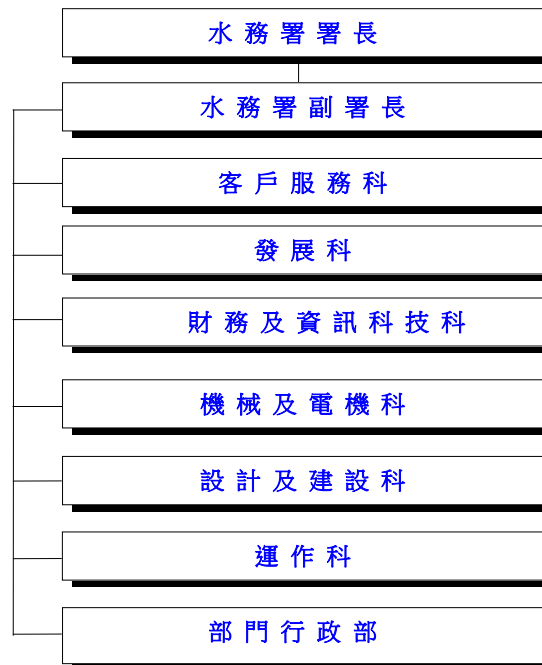 水務署署長
水務署副署長
客戶服務科
發展科
財務及資訊科技科
機械及電機科
設計及建設科
運作科
部門行政部